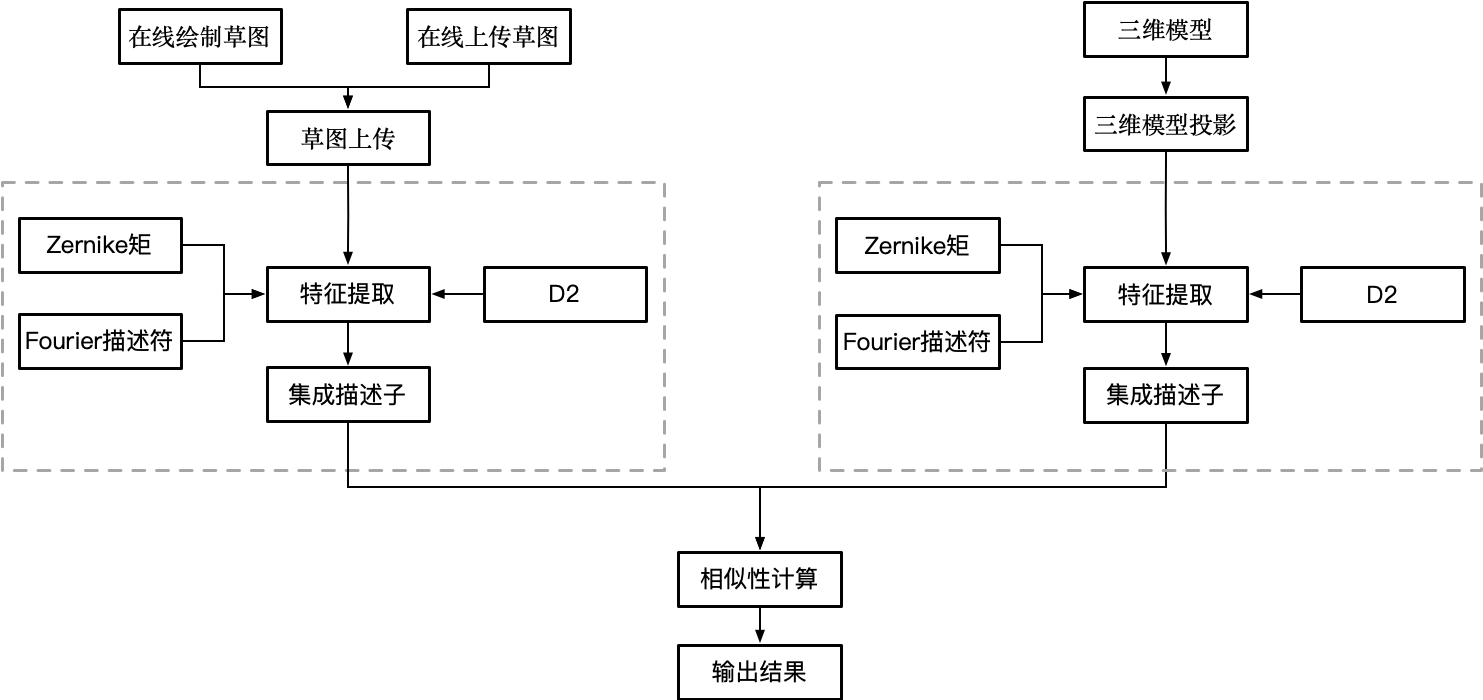 在线绘制草图
在线上传草图
三维模型
草图上传
三维模型投影
Zernike矩
Fourier描述符
特征提取
D2
集成描述子
Zernike矩
Fourier描述符
特征提取
D2
集成描述子
相似性计算
输出结果